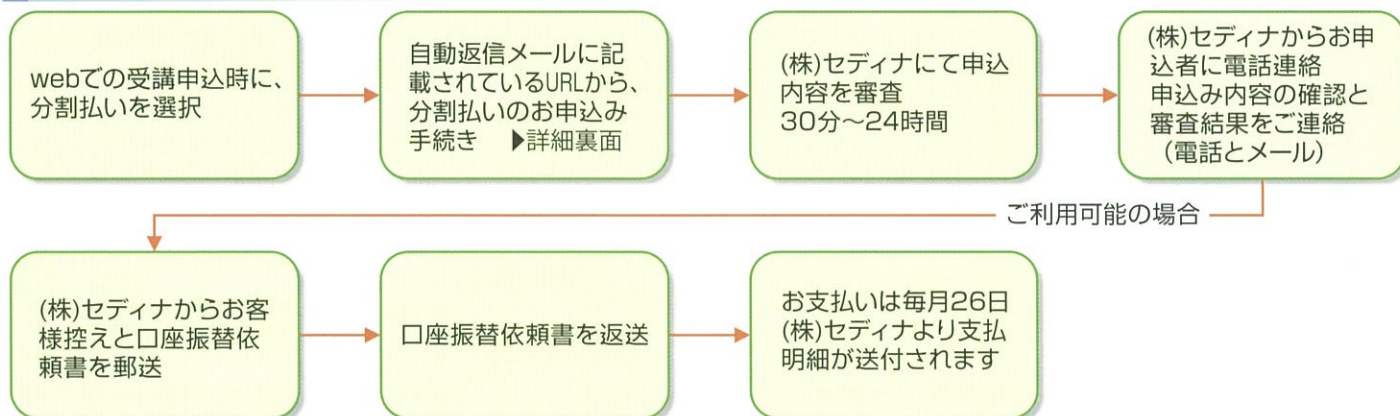 webでの受講申込時に、
分割払いを選択
自動返信メールに記
載されているURLから、
分割払いのお申込み
手続き ▶詳細裏面
(株)セディナにて申込
内容を審査
30分～24時間
(株)セディナからお申
込者に電話連絡
申込み内容の確認と
審査結果をご連絡
（電話とメール）
ご利用可能の場合
(株)セディナからお客
様控えと口座振替依
頼書を郵送
口座振替依頼書を返送
お支払いは毎月26日
(株)セディナより支払
明細が送付されます